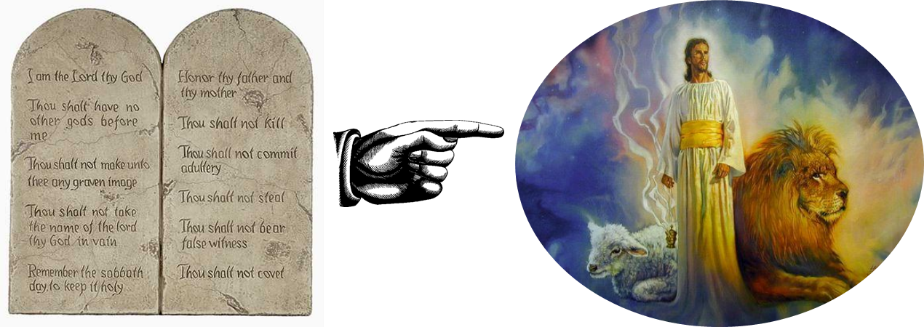 I am the Lord thy God
Thou shalt have no
other gods before
me
Thou shalt not make unto
thee any graven image
Thou shalt not take
the name of the lord
thy God in vain
Remember the sabbath
day, to keep it holy
Honor thy father and
thy mother
Thou shalt not kill
Thou shalt not commit
adultery
Thou shalt not steal
Thou shalt not bear
false witness
Thou shalt not covet